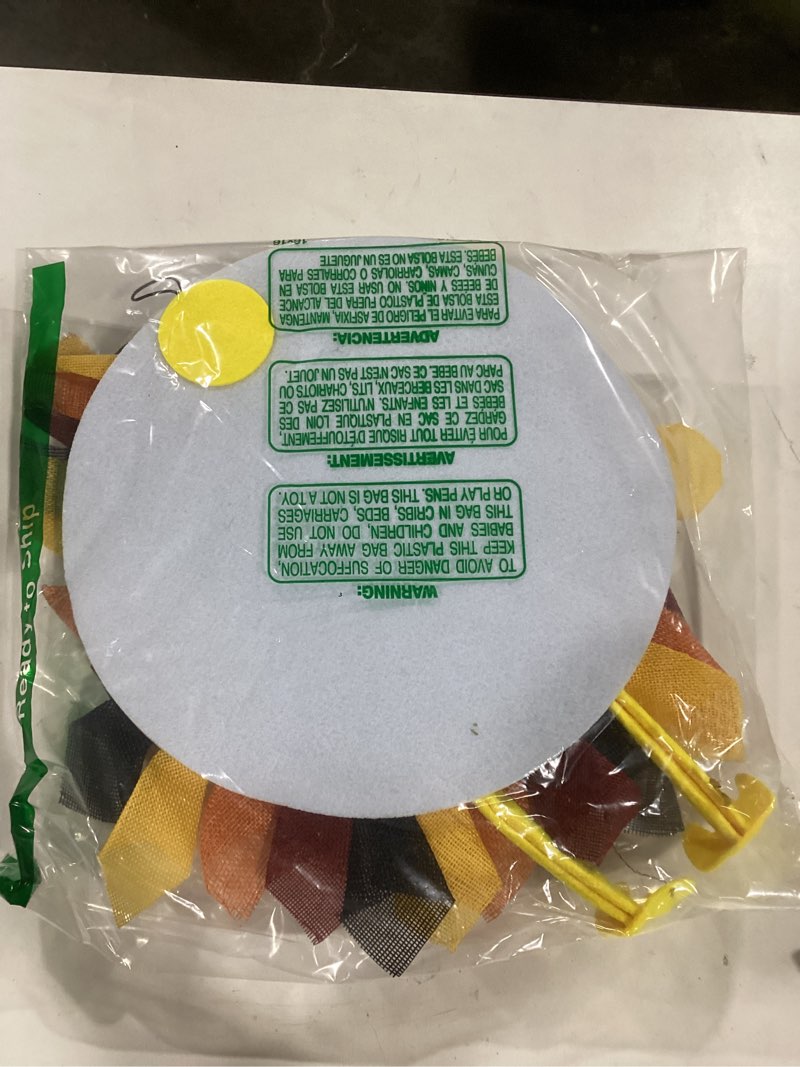 WARNING:
TO AVOID DANGER OF SUFFOCATION,
KEEP THIS PLASTIC BAG AWAY FROM
BABIES AND CHILDREN, DO NOT USE
THIS BAG IN CRIBS, BEDS, CARRIAGES
OR PLAY PENS. THIS BAG IS NOT A TOY.
AVERTISSEMENT:
POUR ÉVITER TOUT RISQUE D'ÉTOUFFEMENT,
GARDEZ CE SAC EN PLASTIQUE LOIN DES
BÉBÉS ET LES ENFANTS. N'UTILISEZ PAS CE
SAC DANS LES BERCEAUX, LITS, CHARIOTS OU
PARC AU BEBE. CE SAC N'EST PAS UN JOUET.
ADVERTENCIA:
PARA EVITAR EL PELIGRO DE ASFIXIA, MANTENGA
ESTA BOLSA DE PLASTICO FUERA DEL ALCANCE
DE BEBES Y NINOS. NO USAR ESTA BOLSA EN
CUNAS, CAMAS, CARRIOLAS O CORRALES PARA
BEBES. ESTA BOLSA NO ES UN JUGUETE
16x16
Ready to Ship